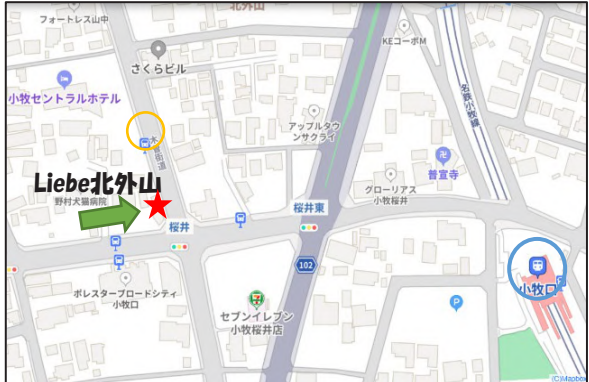 フォートレス山中
北外山
KEコーポM
さくらビル
小牧セントラルホテル
名鉄小牧線
アップルタウ
ンサクライ
木曽街道
普宣寺
Liebe北外山
野村犬猫病院
グローリアス
小牧桜井
桜井東
桜井
102
小牧口
ポレスターブロードシティ
小牧口
セブンイレブン
小牧桜井店
P
(C)Mapbox